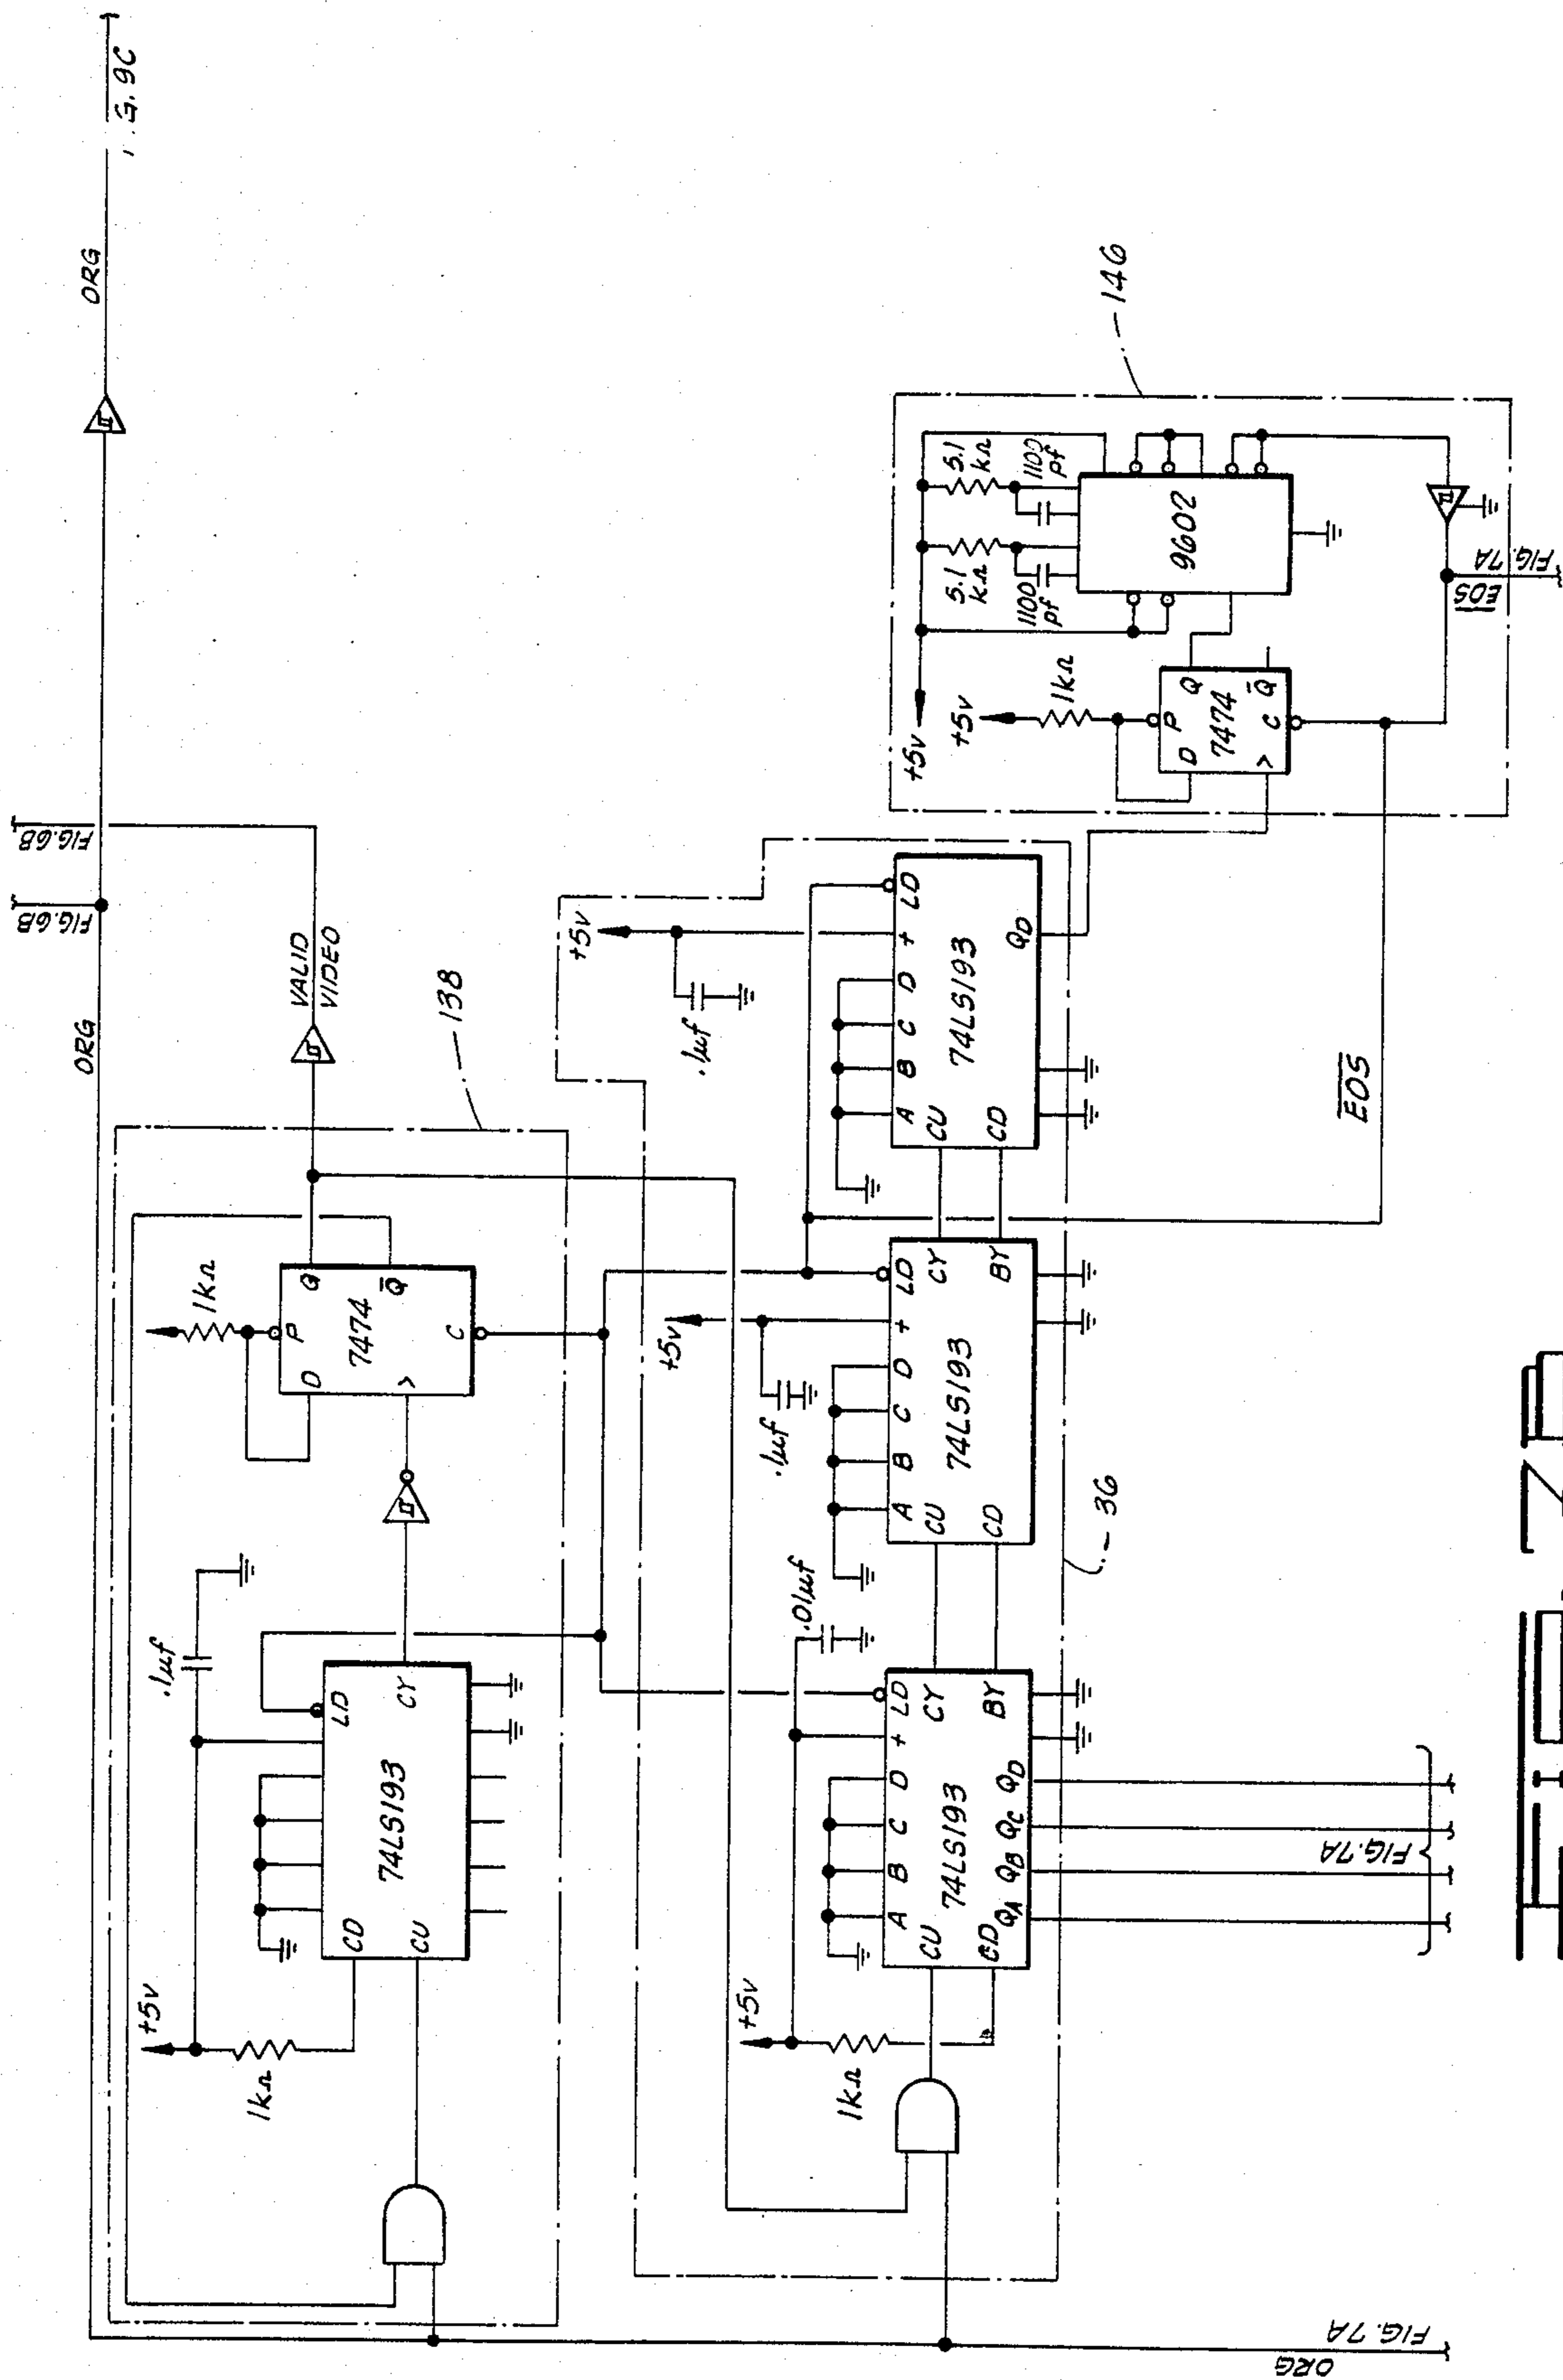 ORG
ORG
FIG. 9C
FIG. 6B
FIG. 6B
VALID
VIDEO
138
+5V
1kΩ
.1µf
CD
CU
74LS193
LD
CY
1kΩ
D
P
7474
Q
Q̅
C
+5V
1kΩ
.01µf
A B C D + LD
CU
CY
74LS193
CD
BY
QA QB QC QD
FIG. 7A
+5V
.1µf
A B C D + LD
CU
CY
74LS193
CD
BY
36
+5V
.1µf
A B C D + LD
CU
74LS193
CD
QD
E̅O̅S̅
146
+5V
+5V
1kΩ
D
P
Q
7474
Q̅
C
5.1
kΩ
1100
pf
5.1
kΩ
1100
pf
9602
E̅O̅S̅
FIG. 7A
ORG
FIG. 7A